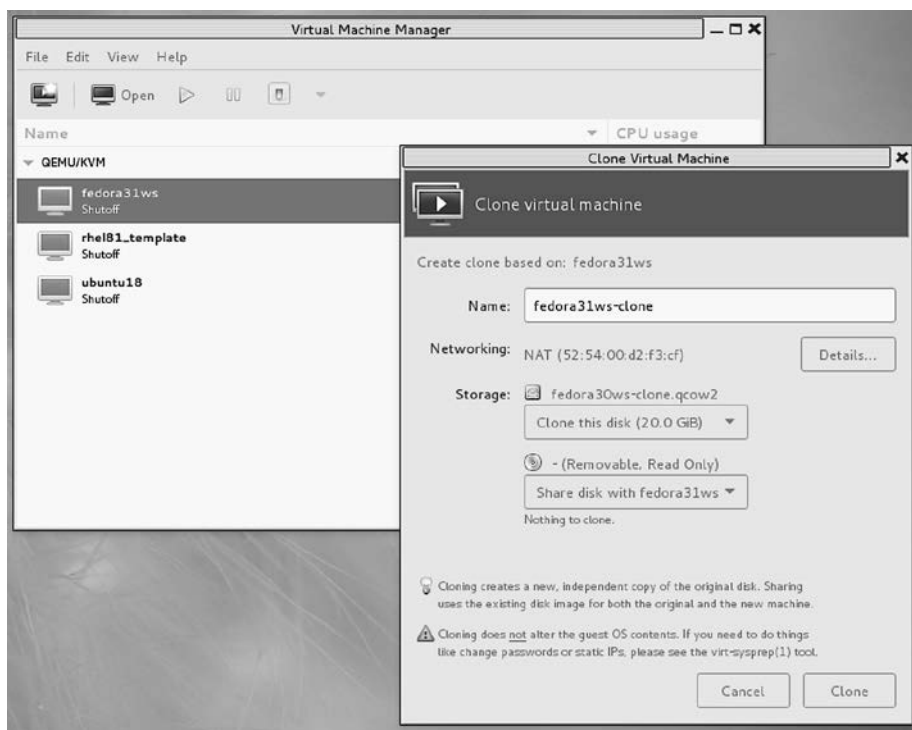 Virtual Machine Manager
File Edit View Help
Open
Name CPU usage
QEMU/KVM
fedora31ws
Shutoff
rhel81_template
Shutoff
ubuntu18
Shutoff
Clone Virtual Machine
Clone virtual machine
Create clone based on: fedora31ws
Name: fedora31ws-clone
Networking: NAT (52:54:00:d2:f3:cf) Details...
Storage: fedora30ws-clone.qcow2
Clone this disk (20.0 GiB)
- (Removable, Read Only)
Share disk with fedora31ws
Nothing to clone.
Cloning creates a new, independent copy of the original disk. Sharing
uses the existing disk image for both the original and the new machine.
Cloning does not alter the guest OS contents. If you need to do things
like change passwords or static IPs, please see the virt-sysprep(1) tool.
Cancel Clone